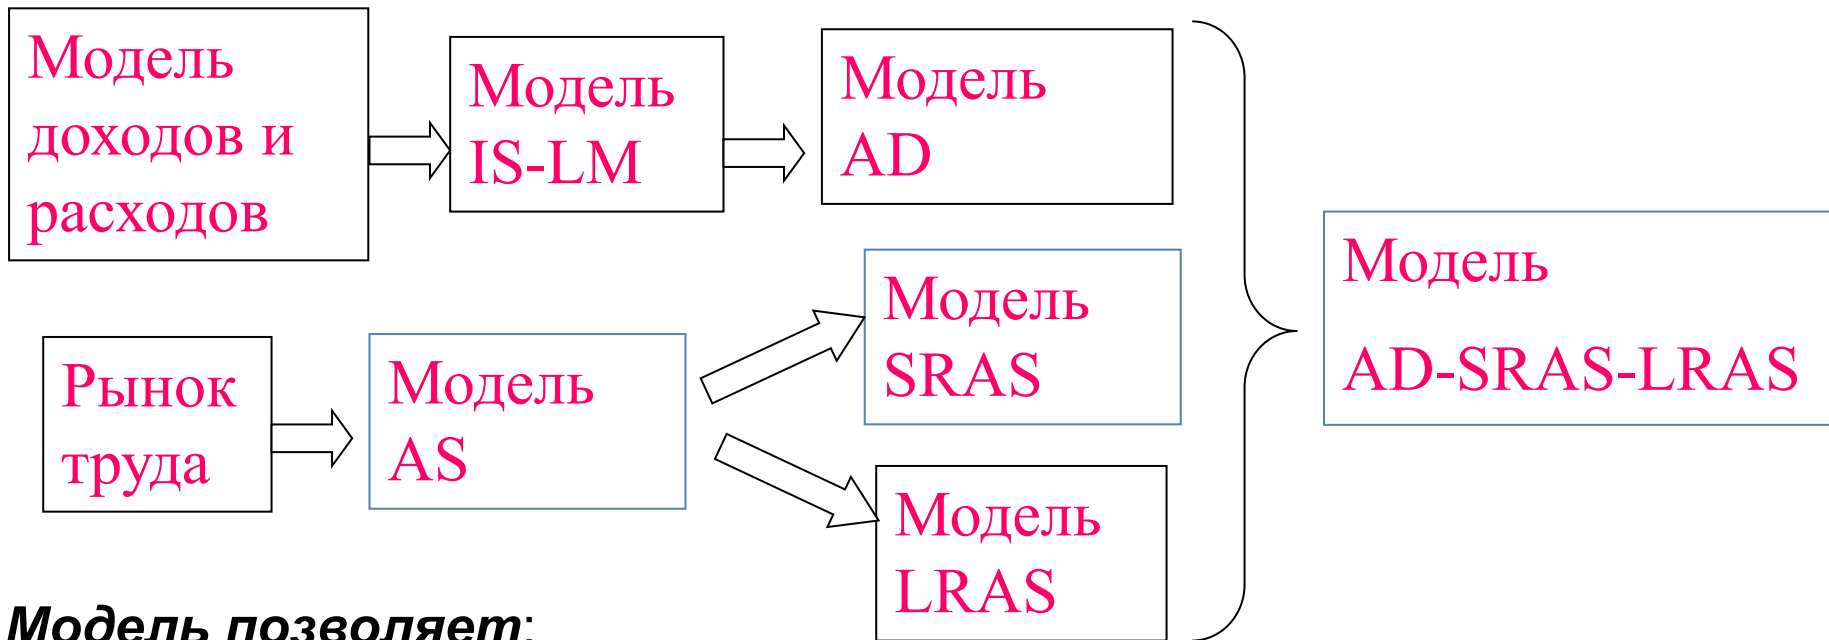 Модель
доходов и
расходов
Модель
IS-LM
Модель
AD
Рынок
труда
Модель
AS
Модель
SRAS
Модель
LRAS
Модель
AD-SRAS-LRAS
Модель позволяет: